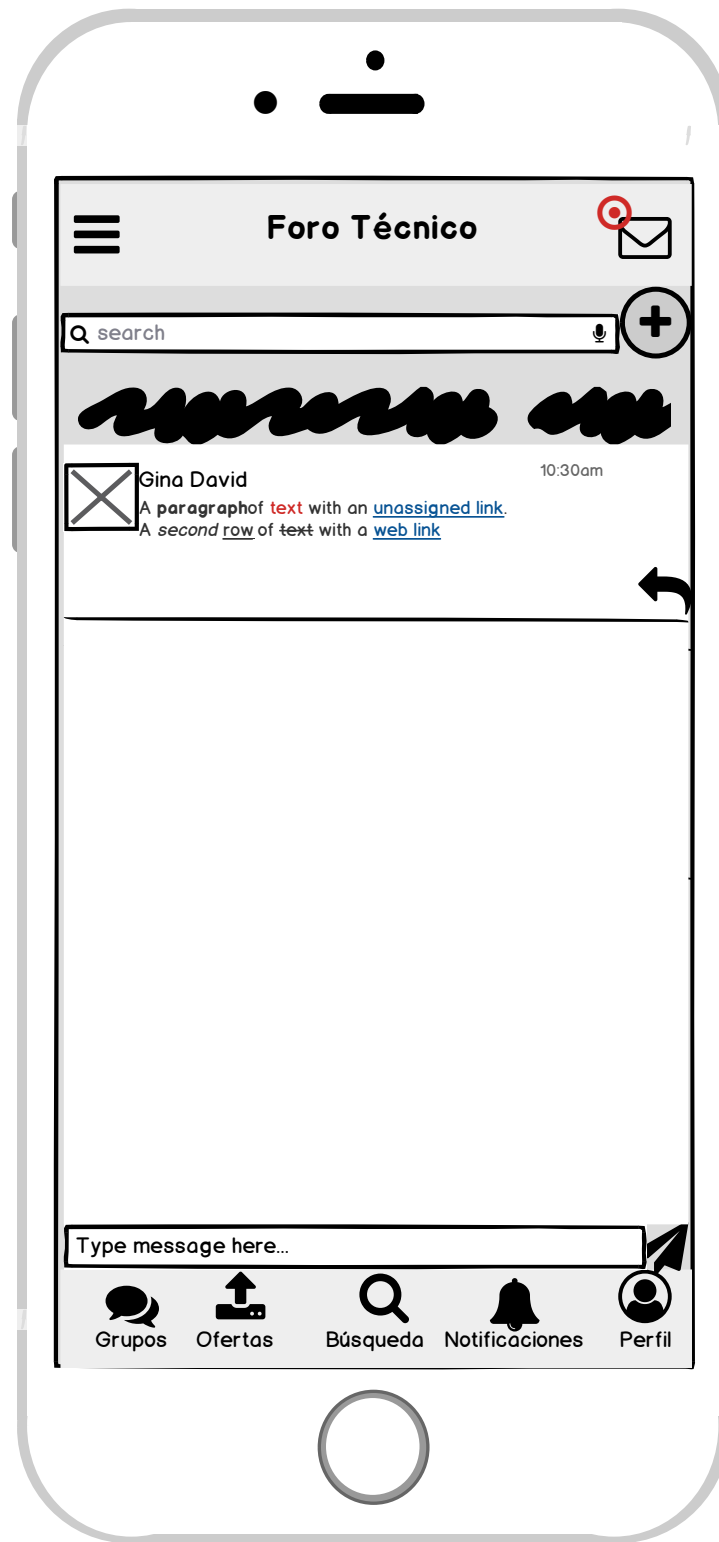 Foro Técnico
search
Gina David
10:30am
A paragraphof text with an unassigned link.
A second row of text with a web link
Type message here...
Grupos Ofertas Búsqueda Notificaciones Perfil